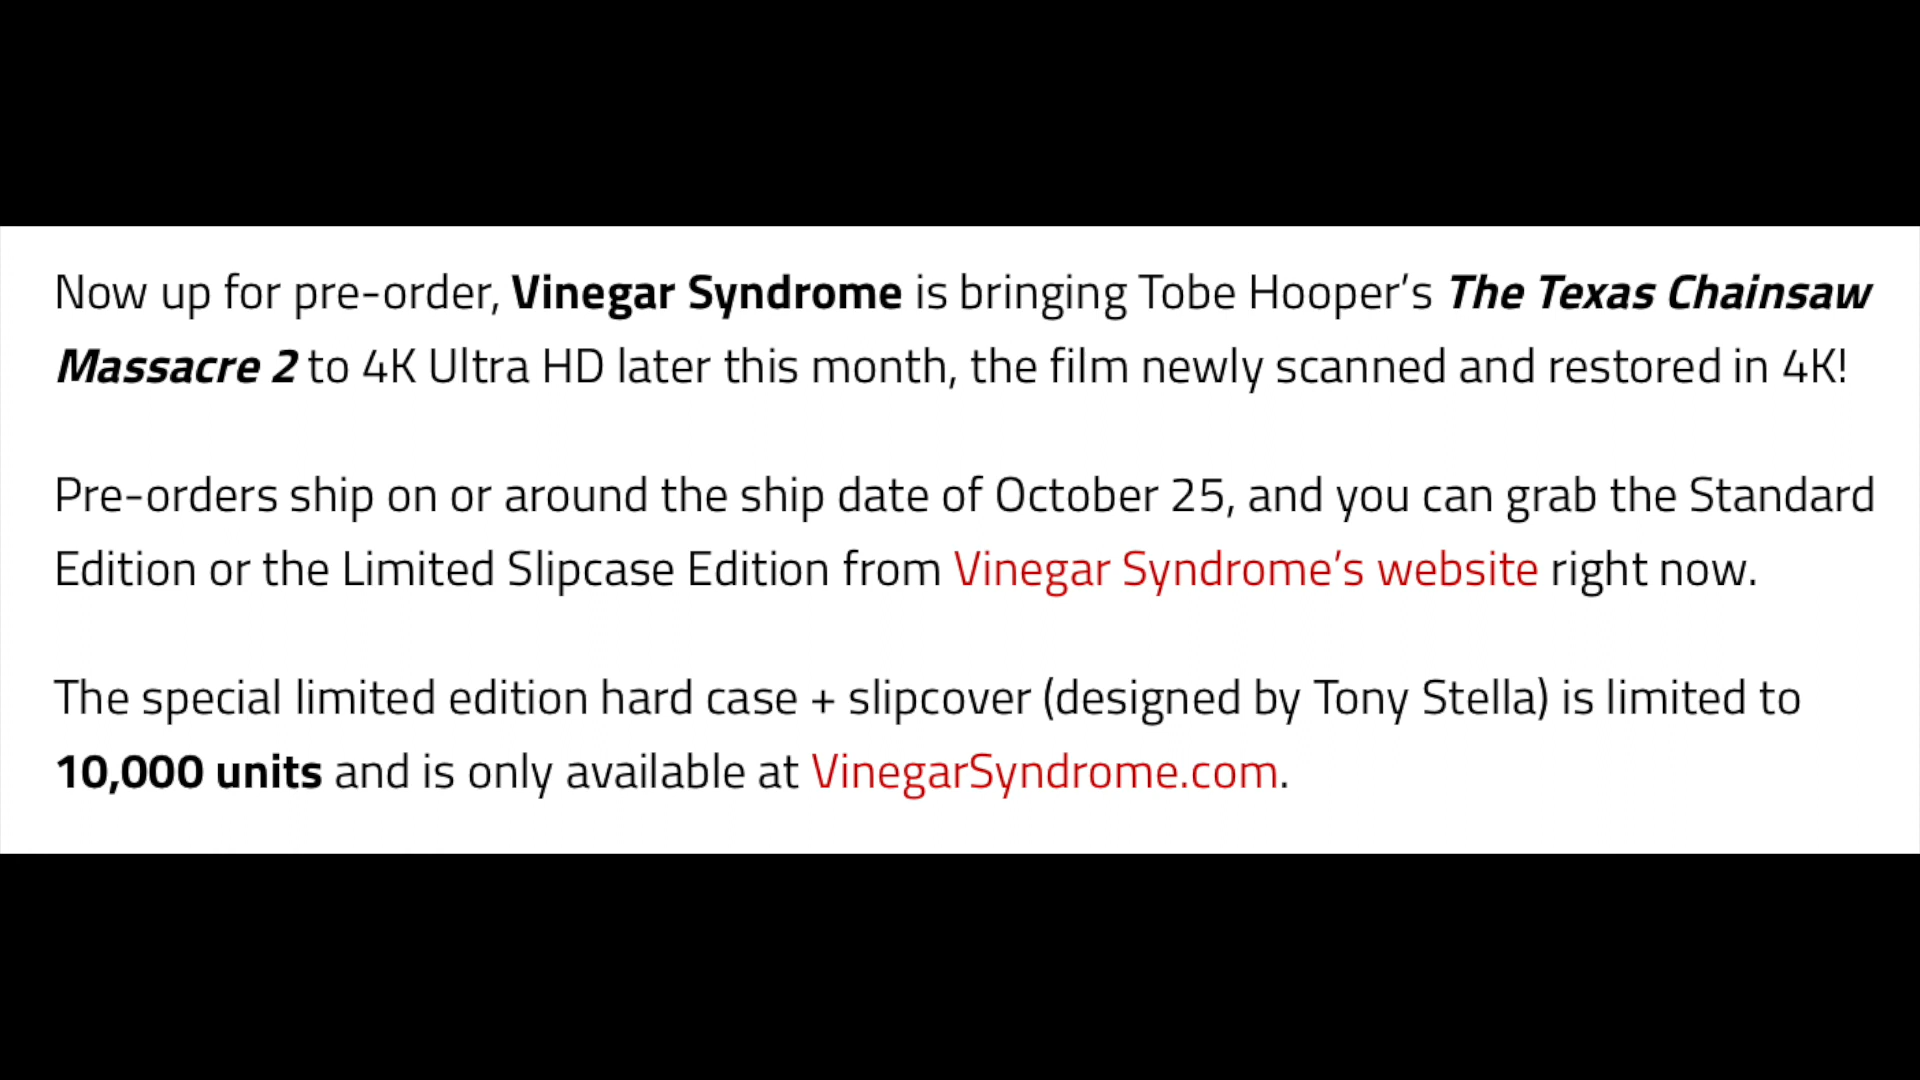 Now up for pre-order, Vinegar Syndrome is bringing Tobe Hooper’s The Texas Chainsaw
Massacre 2 to 4K Ultra HD later this month, the film newly scanned and restored in 4K!
Pre-orders ship on or around the ship date of October 25, and you can grab the Standard
Edition or the Limited Slipcase Edition from Vinegar Syndrome’s website right now.
The special limited edition hard case + slipcover (designed by Tony Stella) is limited to
10,000 units and is only available at VinegarSyndrome.com.